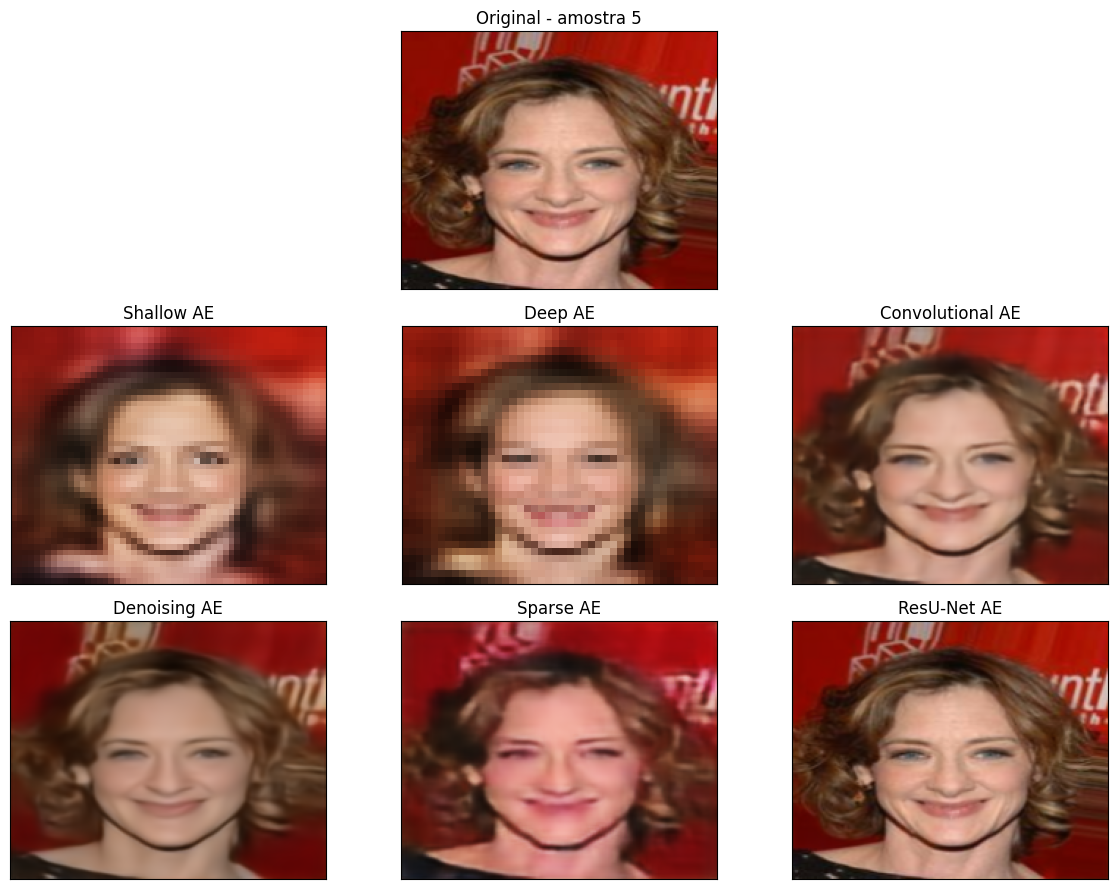 Original - amostra 5
Shallow AE
Deep AE
Convolutional AE
Denoising AE
Sparse AE
ResU-Net AE